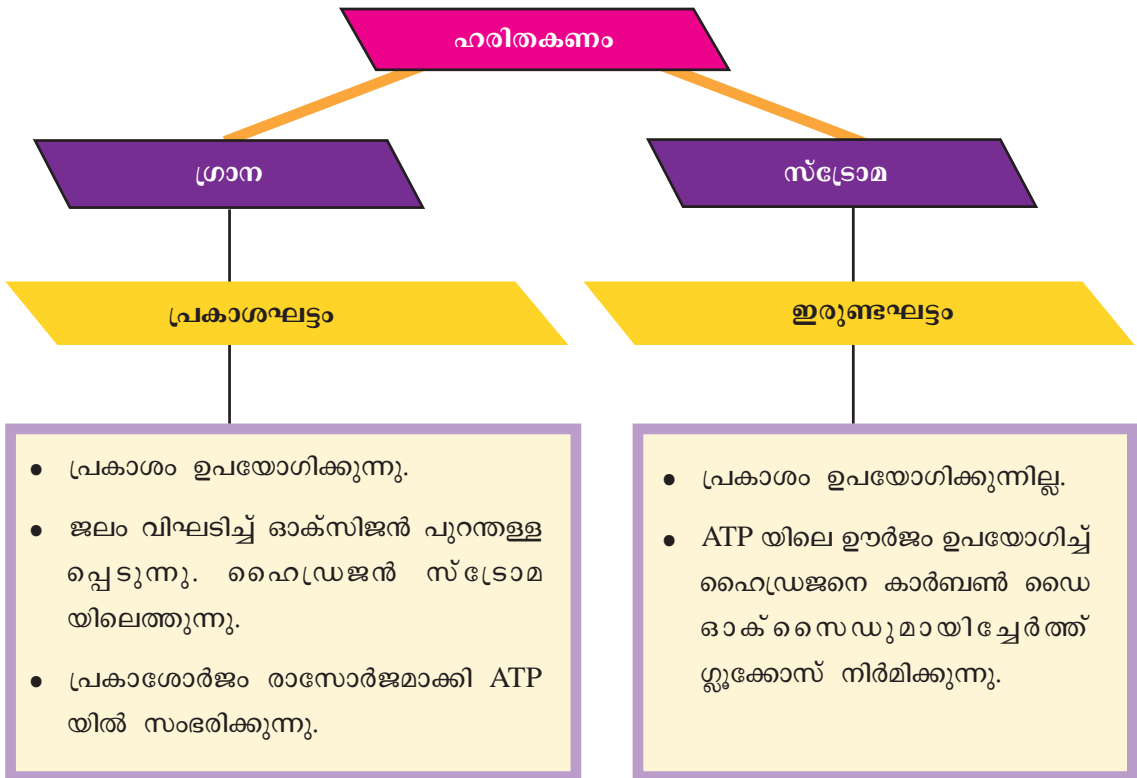 ഹരിതകണം
ഗ്രാന
സ്ട്രോമ
പ്രകാശഘട്ടം
ഇരുണ്ടഘട്ടം
• പ്രകാശം ഉപയോഗിക്കുന്നു.
• ജലം വിഘടിച്ച് ഓക്സിജൻ പുറന്തള്ള
പ്പെടുന്നു. ഹൈഡ്രജൻ സ്ട്രോമ
യിലെത്തുന്നു.
• പ്രകാശോർജം രാസോർജമാക്കി ATP
യിൽ സംഭരിക്കുന്നു.
• പ്രകാശം ഉപയോഗിക്കുന്നില്ല.
• ATP യിലെ ഊർജം ഉപയോഗിച്ച്
ഹൈഡ്രജനെ കാർബൺ ഡൈ
ഓക്സൈഡുമായിച്ചേർത്ത്
ഗ്ലൂക്കോസ് നിർമിക്കുന്നു.